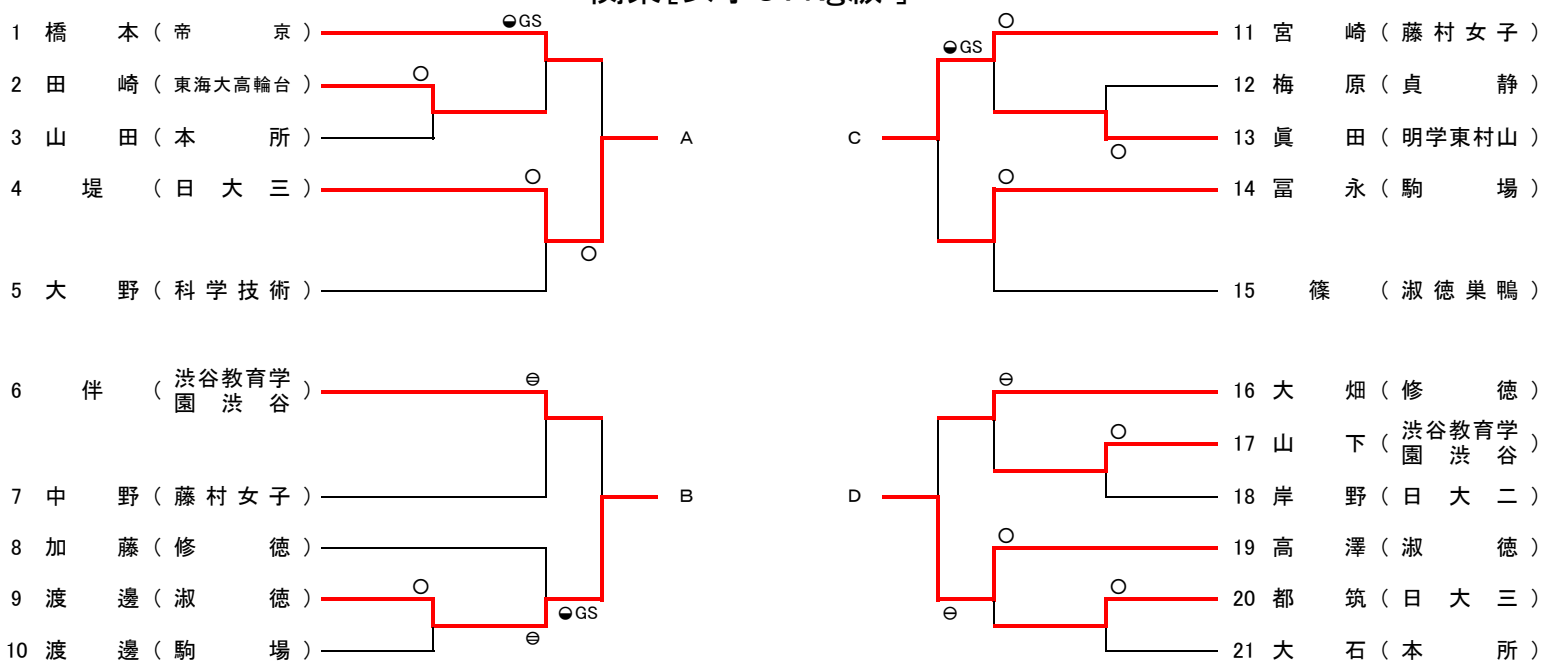 1 橋 本 ( 帝 京 )
2 田 崎 ( 東海大高輪台 )
3 山 田 ( 本 所 )
4 堤 ( 日 大 三 )
5 大 野 ( 科 学 技 術 )
6 伴 ( 渋谷教育学園 渋 谷 )
7 中 野 ( 藤 村 女 子 )
8 加 藤 ( 修 徳 )
9 渡 邊 ( 淑 徳 )
10 渡 邊 ( 駒 場 )
GS
GS
A
B
11 宮 崎 ( 藤 村 女 子 )
12 梅 原 ( 貞 静 )
13 眞 田 ( 明学東村山 )
14 冨 永 ( 駒 場 )
15 篠 ( 淑 徳 巣 鴨 )
16 大 畑 ( 修 徳 )
17 山 下 ( 渋谷教育学園 渋 谷 )
18 岸 野 ( 日 大 二 )
19 高 澤 ( 淑 徳 )
20 都 筑 ( 日 大 三 )
21 大 石 ( 本 所 )
GS
C
D